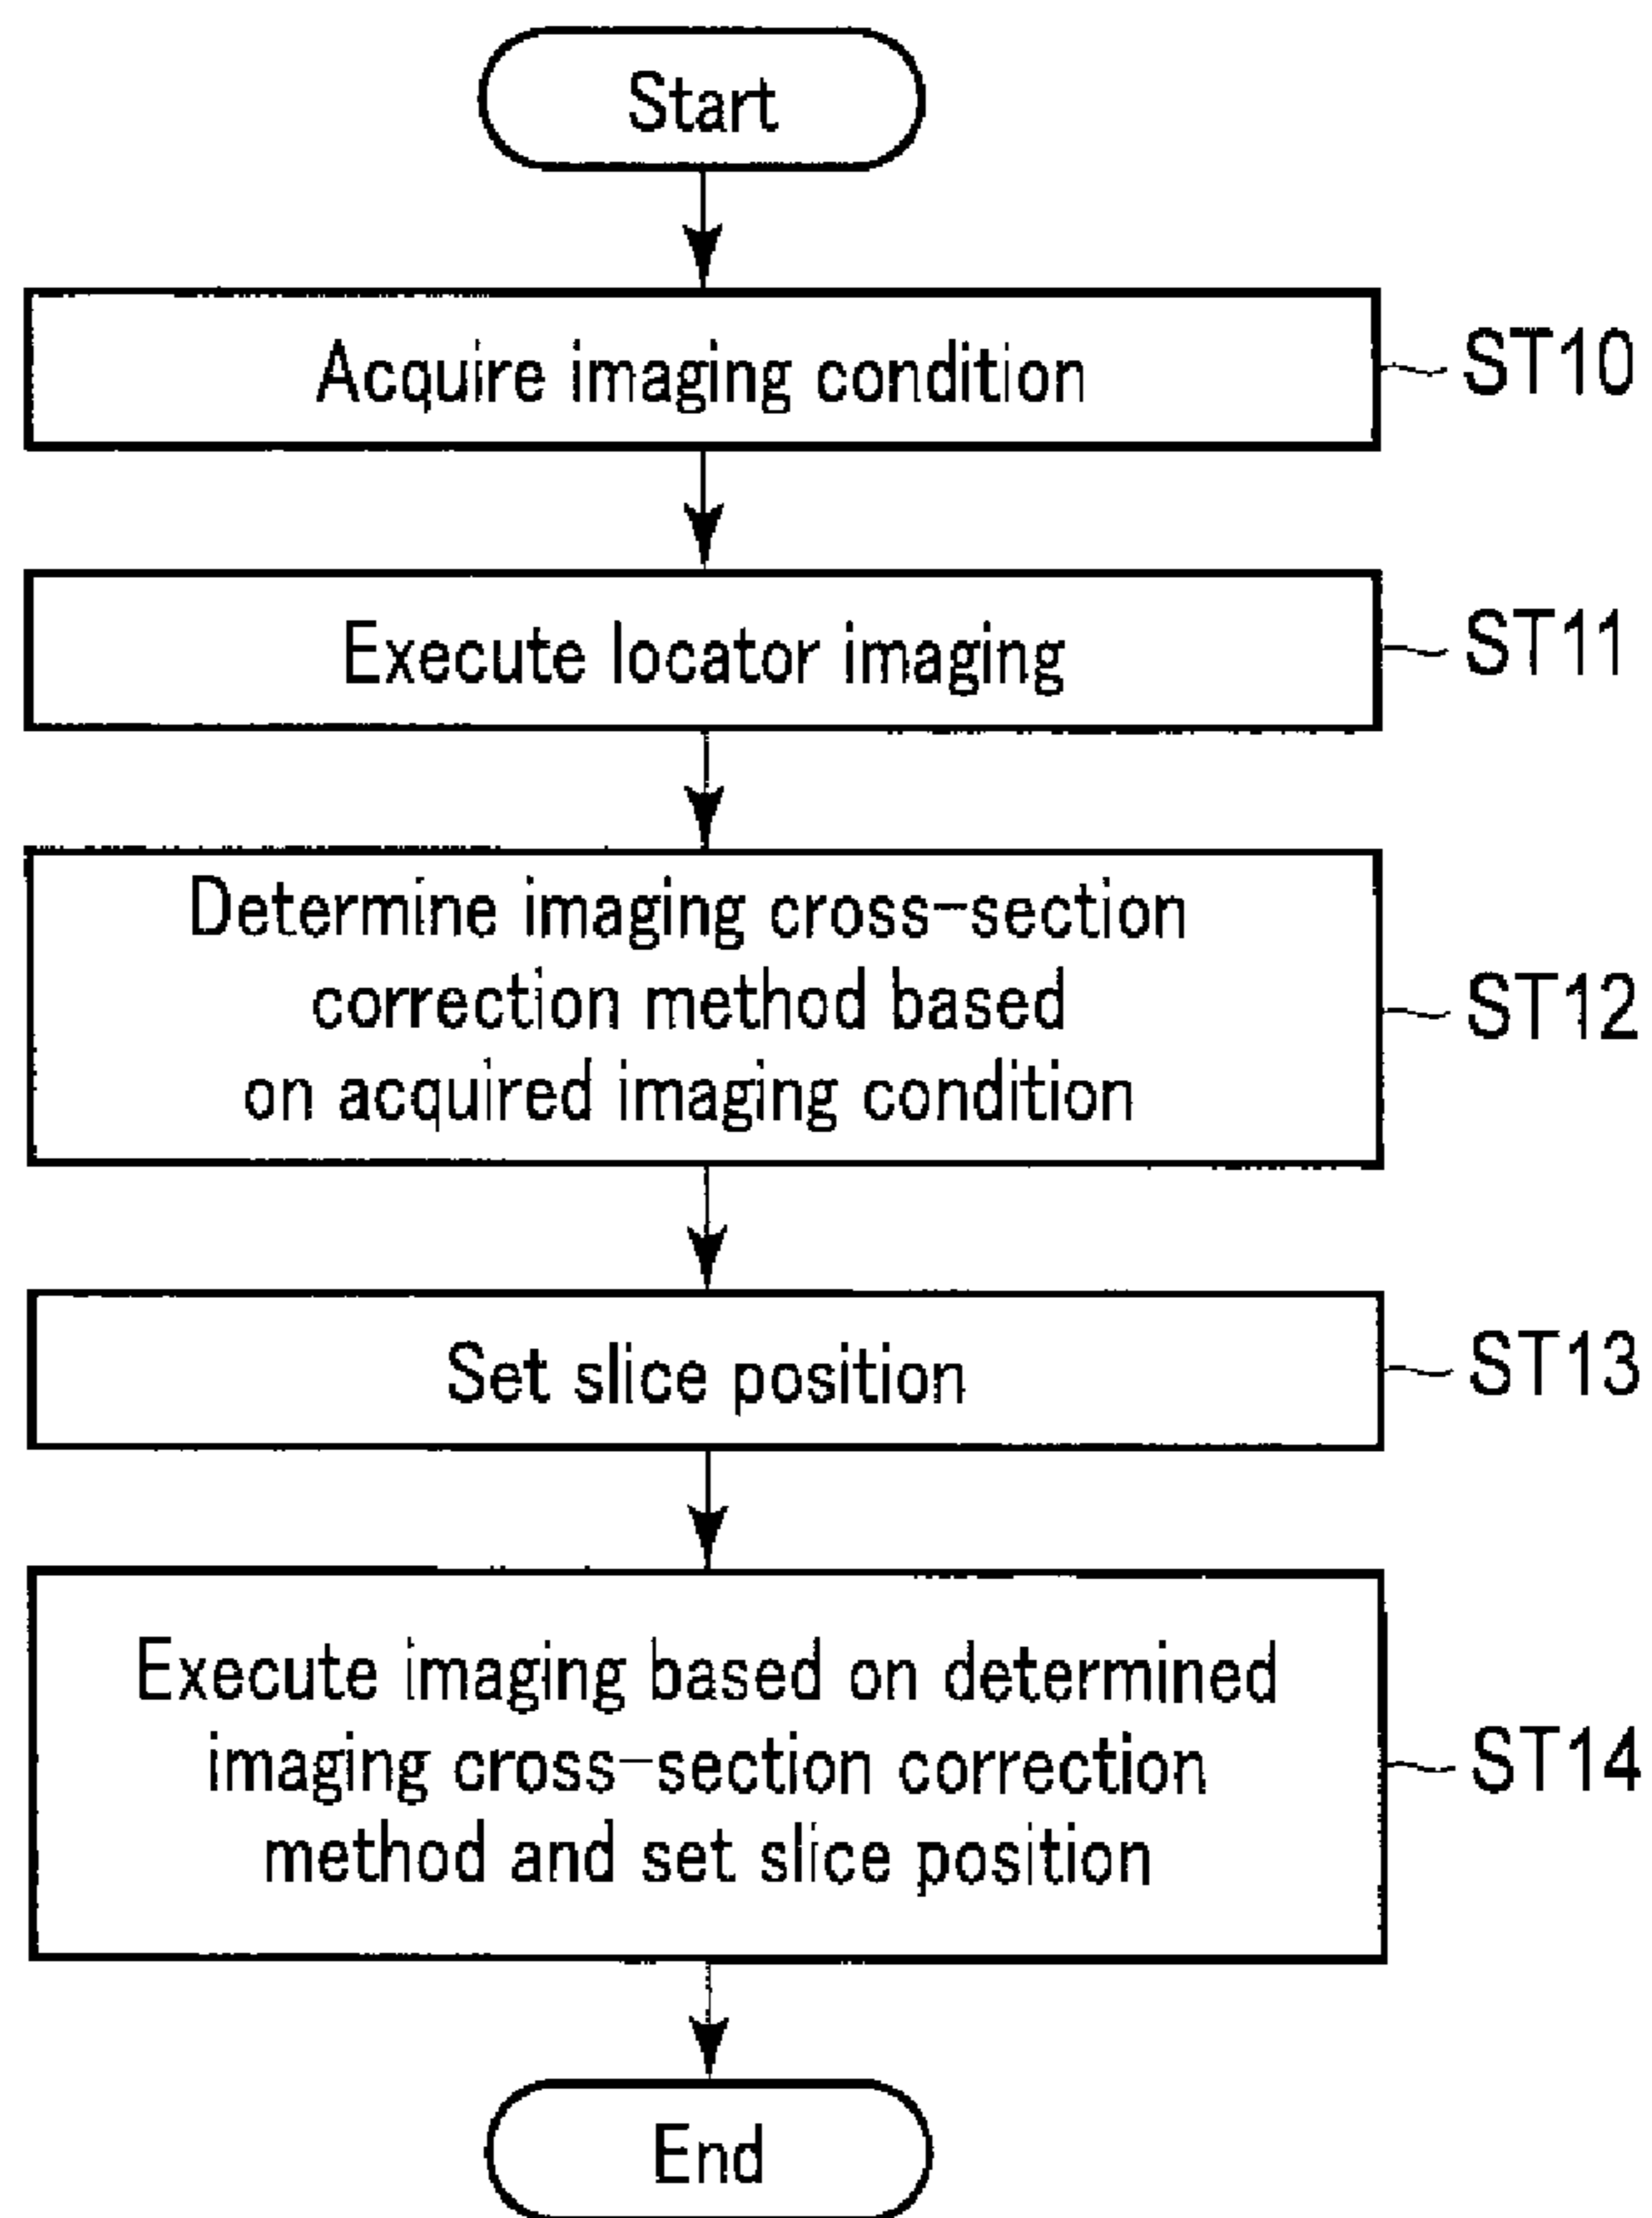 Start
Acquire imaging condition
ST10
Execute locator imaging
ST11
Determine imaging cross-section
correction method based
on acquired imaging condition
ST12
Set slice position
ST13
Execute imaging based on determined
imaging cross-section correction
method and set slice position
ST14
End